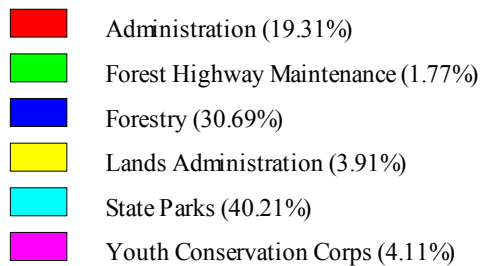 Administration (19.31%)
Forest Highway Maintenance (1.77%)
Forestry (30.69%)
Lands Administration (3.91%)
State Parks (40.21%)
Youth Conservation Corps (4.11%)